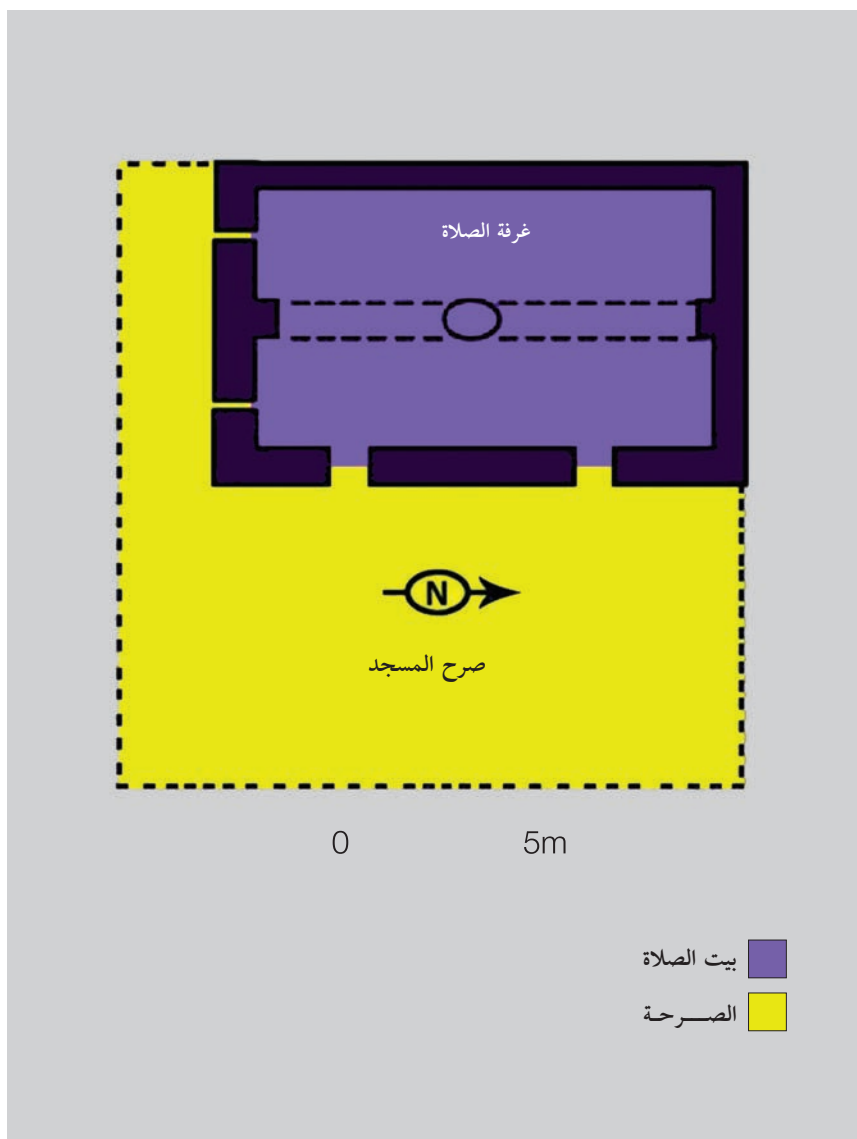 غرفة الصلاة
N
صرح المسجد
0 5m
بيت الصلاة
الصـــرحـة